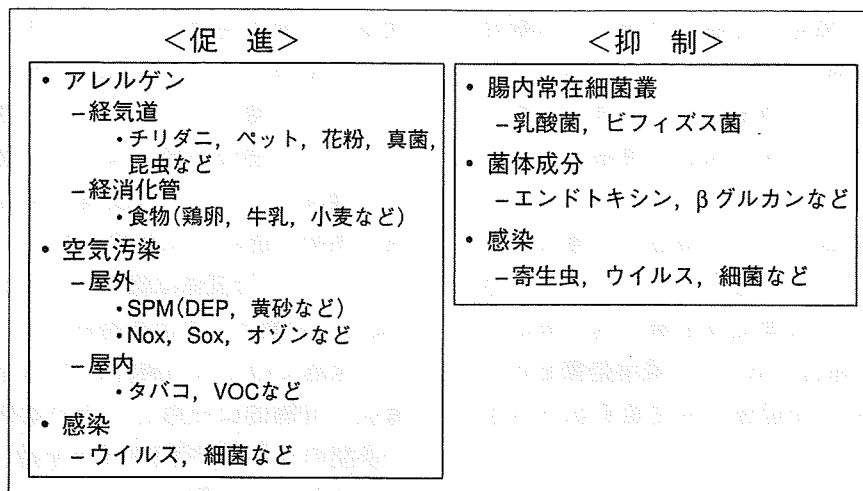 ＜促　進＞
• アレルゲン
－経気道
・チリダニ，ペット，花粉，真菌，
昆虫など
－経消化管
・食物(鶏卵，牛乳，小麦など)
• 空気汚染
－屋外
・SPM(DEP，黄砂など)
・Nox，Sox，オゾンなど
－屋内
・タバコ，VOCなど
• 感染
－ウイルス，細菌など
＜抑　制＞
• 腸内常在細菌叢
－乳酸菌，ビフィズス菌
• 菌体成分
－エンドトキシン，βグルカンなど
• 感染
－寄生虫，ウイルス，細菌など